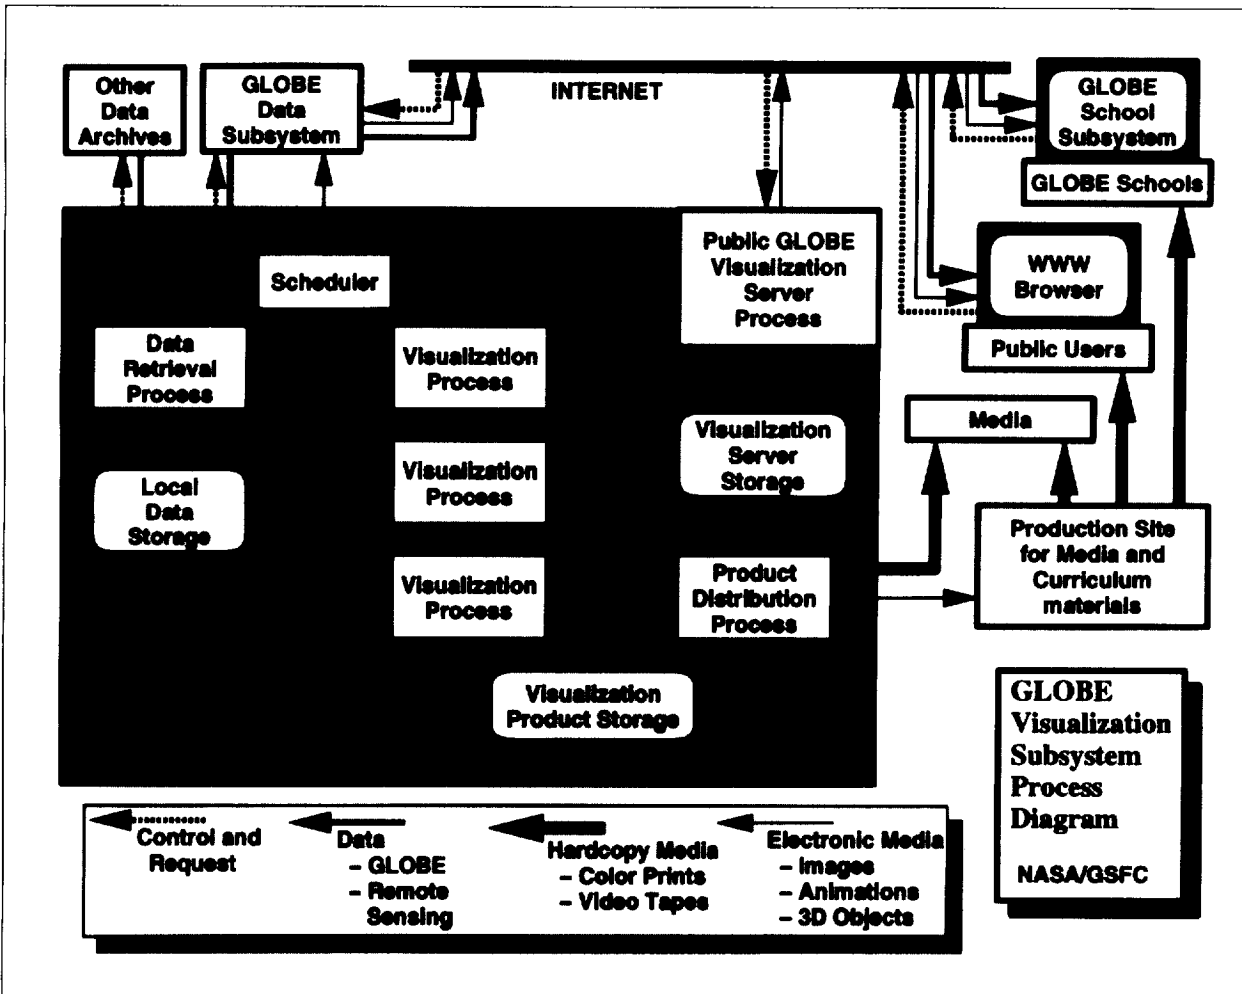 Other
Data
Archives
GLOBE
Data
Subsystem
INTERNET
GLOBE
School
Subsystem
GLOBE Schools
Scheduler
Public GLOBE
Visualization
Server
Process
WWW
Browser
Public Users
Data
Retrieval
Process
Visualization
Process
Media
Visualization
Server
Storage
Visualization
Process
Local
Data
Storage
Production Site
for Media and
Curriculum
materials
Visualization
Process
Product
Distribution
Process
Visualization
Product Storage
GLOBE
Visualization
Subsystem
Process
Diagram
NASA/GSFC
Control and
Request
Data
– GLOBE
– Remote
Sensing
Hardcopy Media
– Color Prints
– Video Tapes
Electronic Media
– Images
– Animations
– 3D Objects